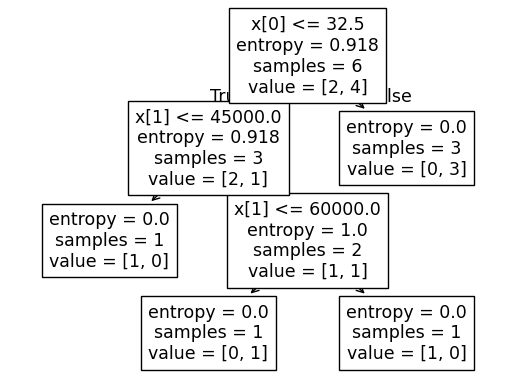 x[0] <= 32.5
entropy = 0.918
samples = 6
value = [2, 4]
x[1] <= 45000.0
entropy = 0.918
samples = 3
value = [2, 1]
entropy = 0.0
samples = 3
value = [0, 3]
entropy = 0.0
samples = 1
value = [1, 0]
x[1] <= 60000.0
entropy = 1.0
samples = 2
value = [1, 1]
entropy = 0.0
samples = 1
value = [0, 1]
entropy = 0.0
samples = 1
value = [1, 0]